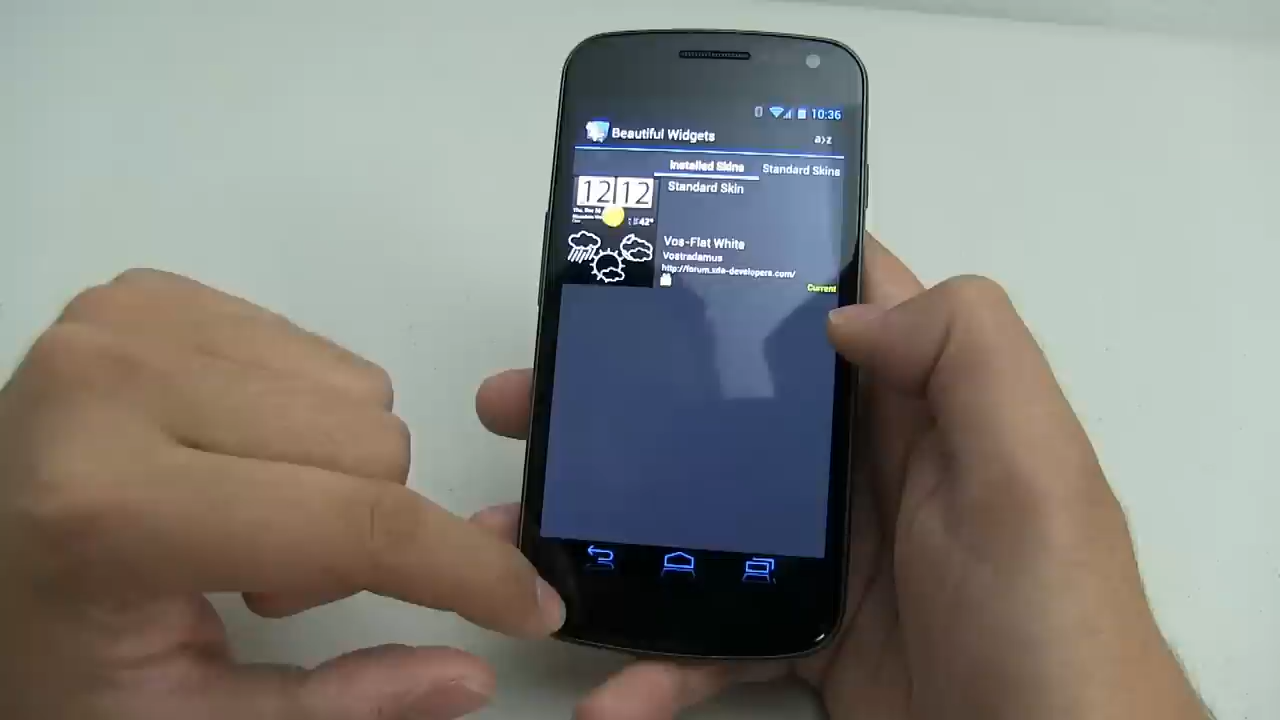 10:36
Beautiful Widgets
a›z
Installed Skins
Standard Skins
Standard Skin
12 12
42°
Vos-Flat White
Vostradamus
http://forum.xda-developers.com/
Current